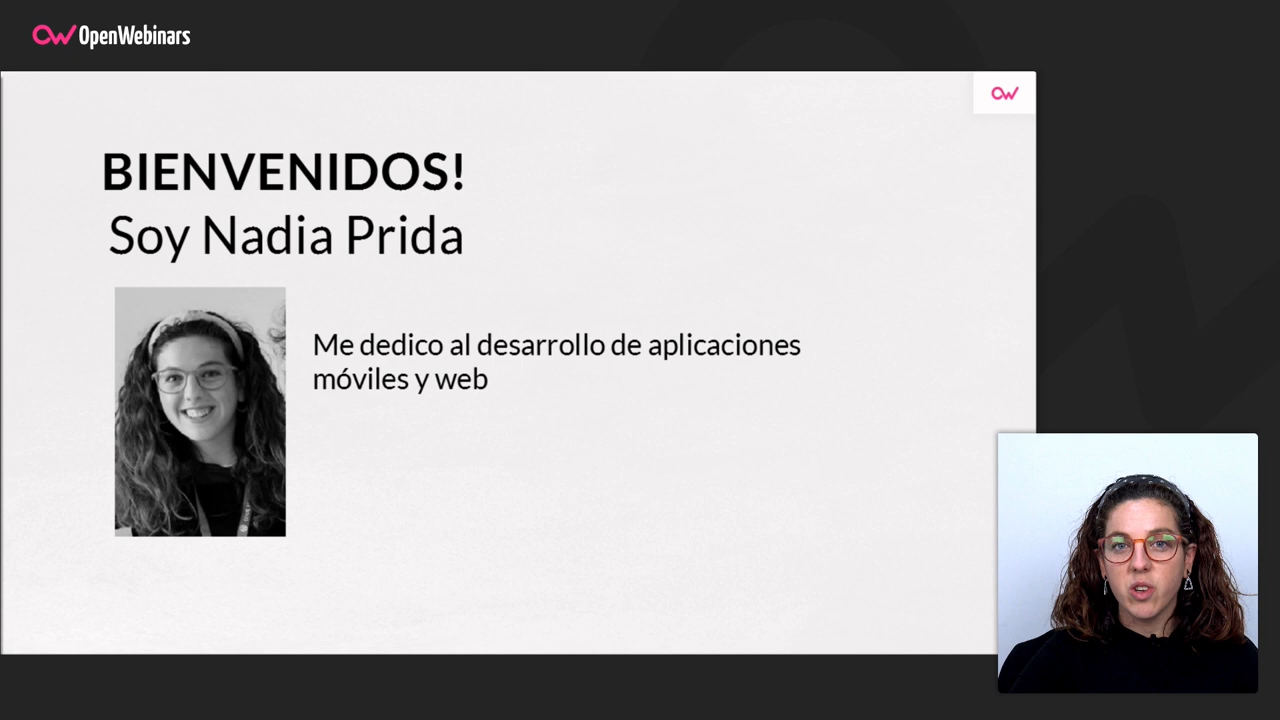 OpenWebinars
BIENVENIDOS!
Soy Nadia Prida
Me dedico al desarrollo de aplicaciones
móviles y web